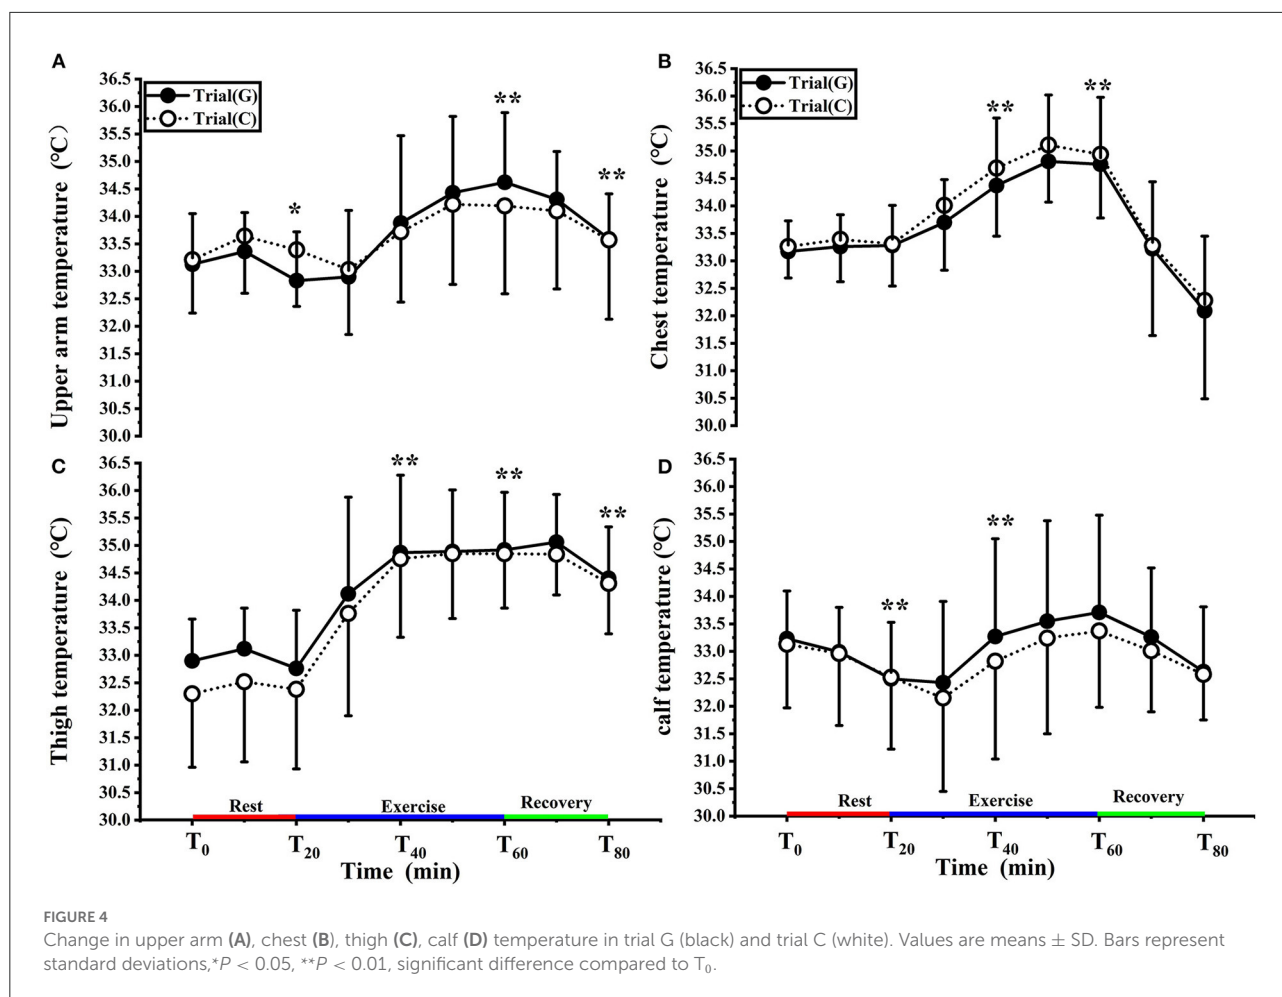 A
36.5
36.0
35.5
35.0
34.5
34.0
33.5
33.0
32.5
32.0
31.5
31.0
30.5
30.0
Upper arm temperature (°C)
Trial(G)
Trial(C)
*
**
**
B
36.5
36.0
35.5
35.0
34.5
34.0
33.5
33.0
32.5
32.0
31.5
31.0
30.5
30.0
Chest temperature (°C)
Trial(G)
Trial(C)
**
**
C
36.5
36.0
35.5
35.0
34.5
34.0
33.5
33.0
32.5
32.0
31.5
31.0
30.5
30.0
Thigh temperature (°C)
**
**
**
Rest
Exercise
Recovery
T₀
T₂₀
T₄₀
T₆₀
T₈₀
Time (min)
D
36.5
36.0
35.5
35.0
34.5
34.0
33.5
33.0
32.5
32.0
31.5
31.0
30.5
30.0
calf temperature (°C)
**
**
Rest
Exercise
Recovery
T₀
T₂₀
T₄₀
T₆₀
T₈₀
Time (min)
FIGURE 4
Change in upper arm (A), chest (B), thigh (C), calf (D) temperature in trial G (black) and trial C (white). Values are means ± SD. Bars represent
standard deviations,*P < 0.05, **P < 0.01, significant difference compared to T₀.